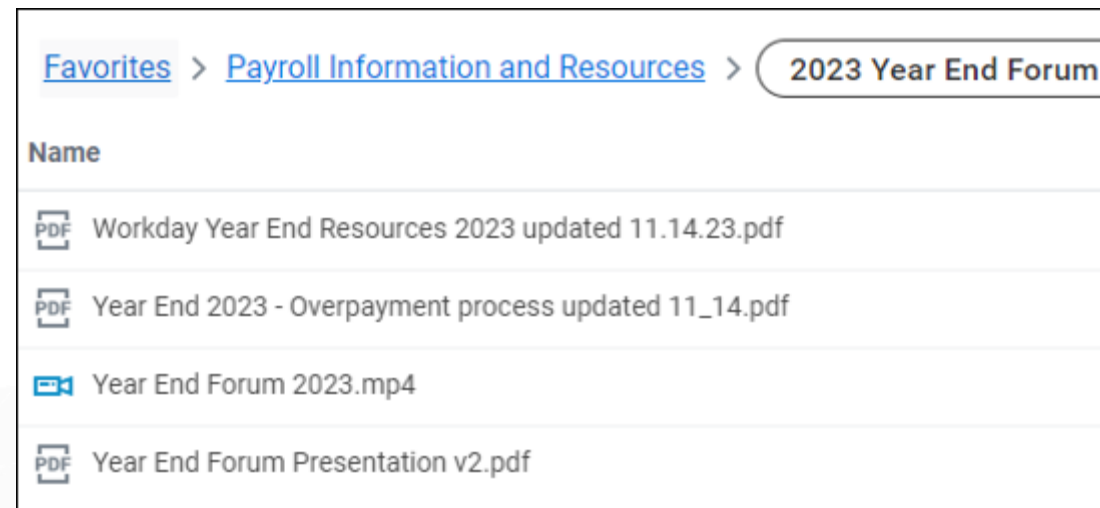 Favorites > Payroll Information and Resources > 2023 Year End Forum
Name
PDF Workday Year End Resources 2023 updated 11.14.23.pdf
PDF Year End 2023 - Overpayment process updated 11_14.pdf
Year End Forum 2023.mp4
PDF Year End Forum Presentation v2.pdf